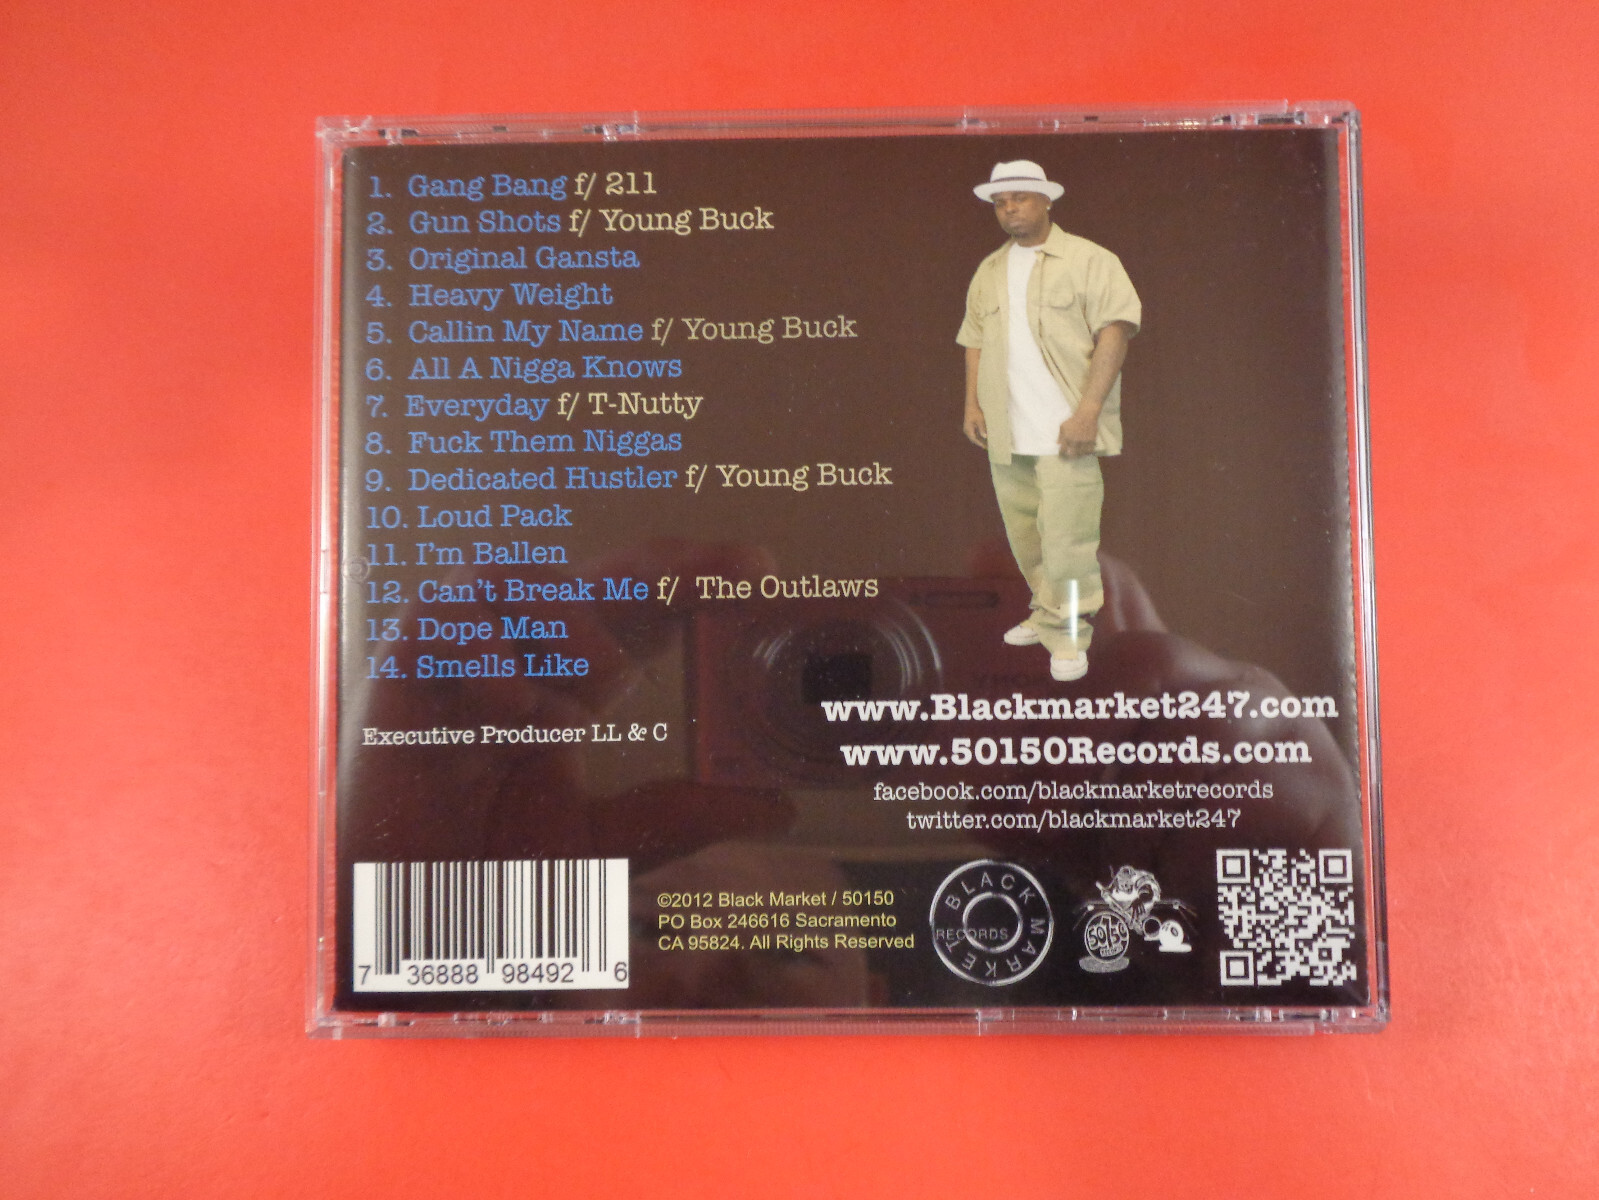 1. Gang Bang f/ 211
2. Gun Shots f/ Young Buck
3. Original Gansta
4. Heavy Weight
5. Callin My Name f/ Young Buck
6. All A Nigga Knows
7. Everyday f/ T-Nutty
8. Fuck Them Niggas
9. Dedicated Hustler f/ Young Buck
10. Loud Pack
11. I'm Ballen
12. Can't Break Me f/ The Outlaws
13. Dope Man
14. Smells Like
Executive Producer LL & C
www.Blackmarket247.com
www.50150Records.com
facebook.com/blackmarketrecords
twitter.com/blackmarket247
7 36888 98492 6
©2012 Black Market / 50150
PO Box 246616 Sacramento
CA 95824. All Rights Reserved
BLACK MARKET
RECORDS